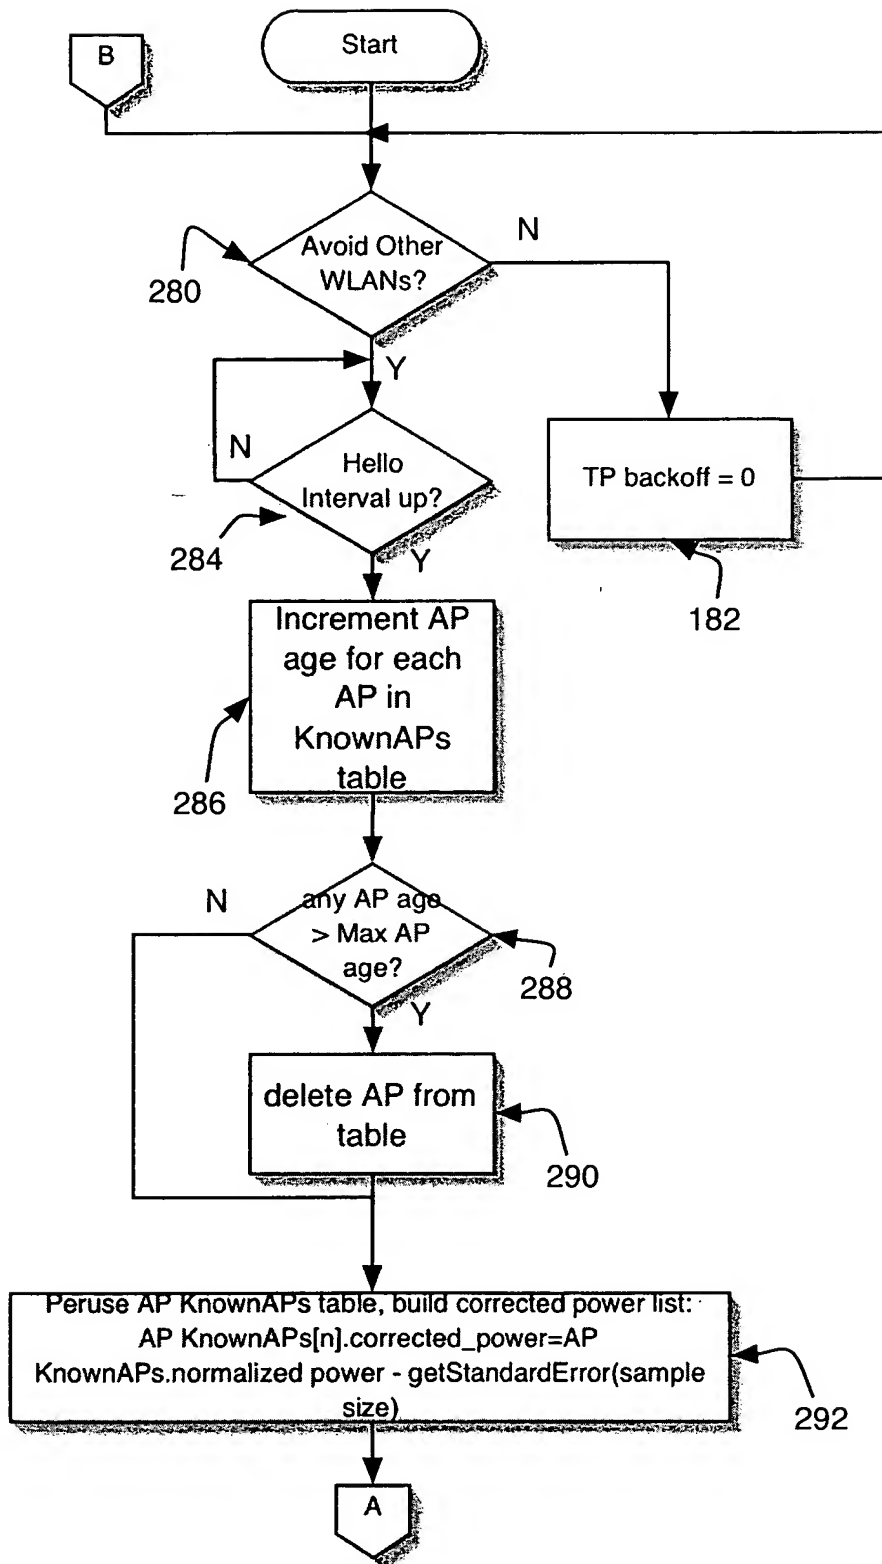 B
Start
Avoid Other
WLANs?
N
280
Y
N
Hello
Interval up?
TP backoff = 0
284
Y
182
Increment AP
age for each
AP in
KnownAPs
table
286
N
any AP age
> Max AP
age?
288
Y
delete AP from
table
290
Peruse AP KnownAPs table, build corrected power list:
AP KnownAPs[n].corrected_power=AP
KnownAPs.normalized power - getStandardError(sample
size)
292
A